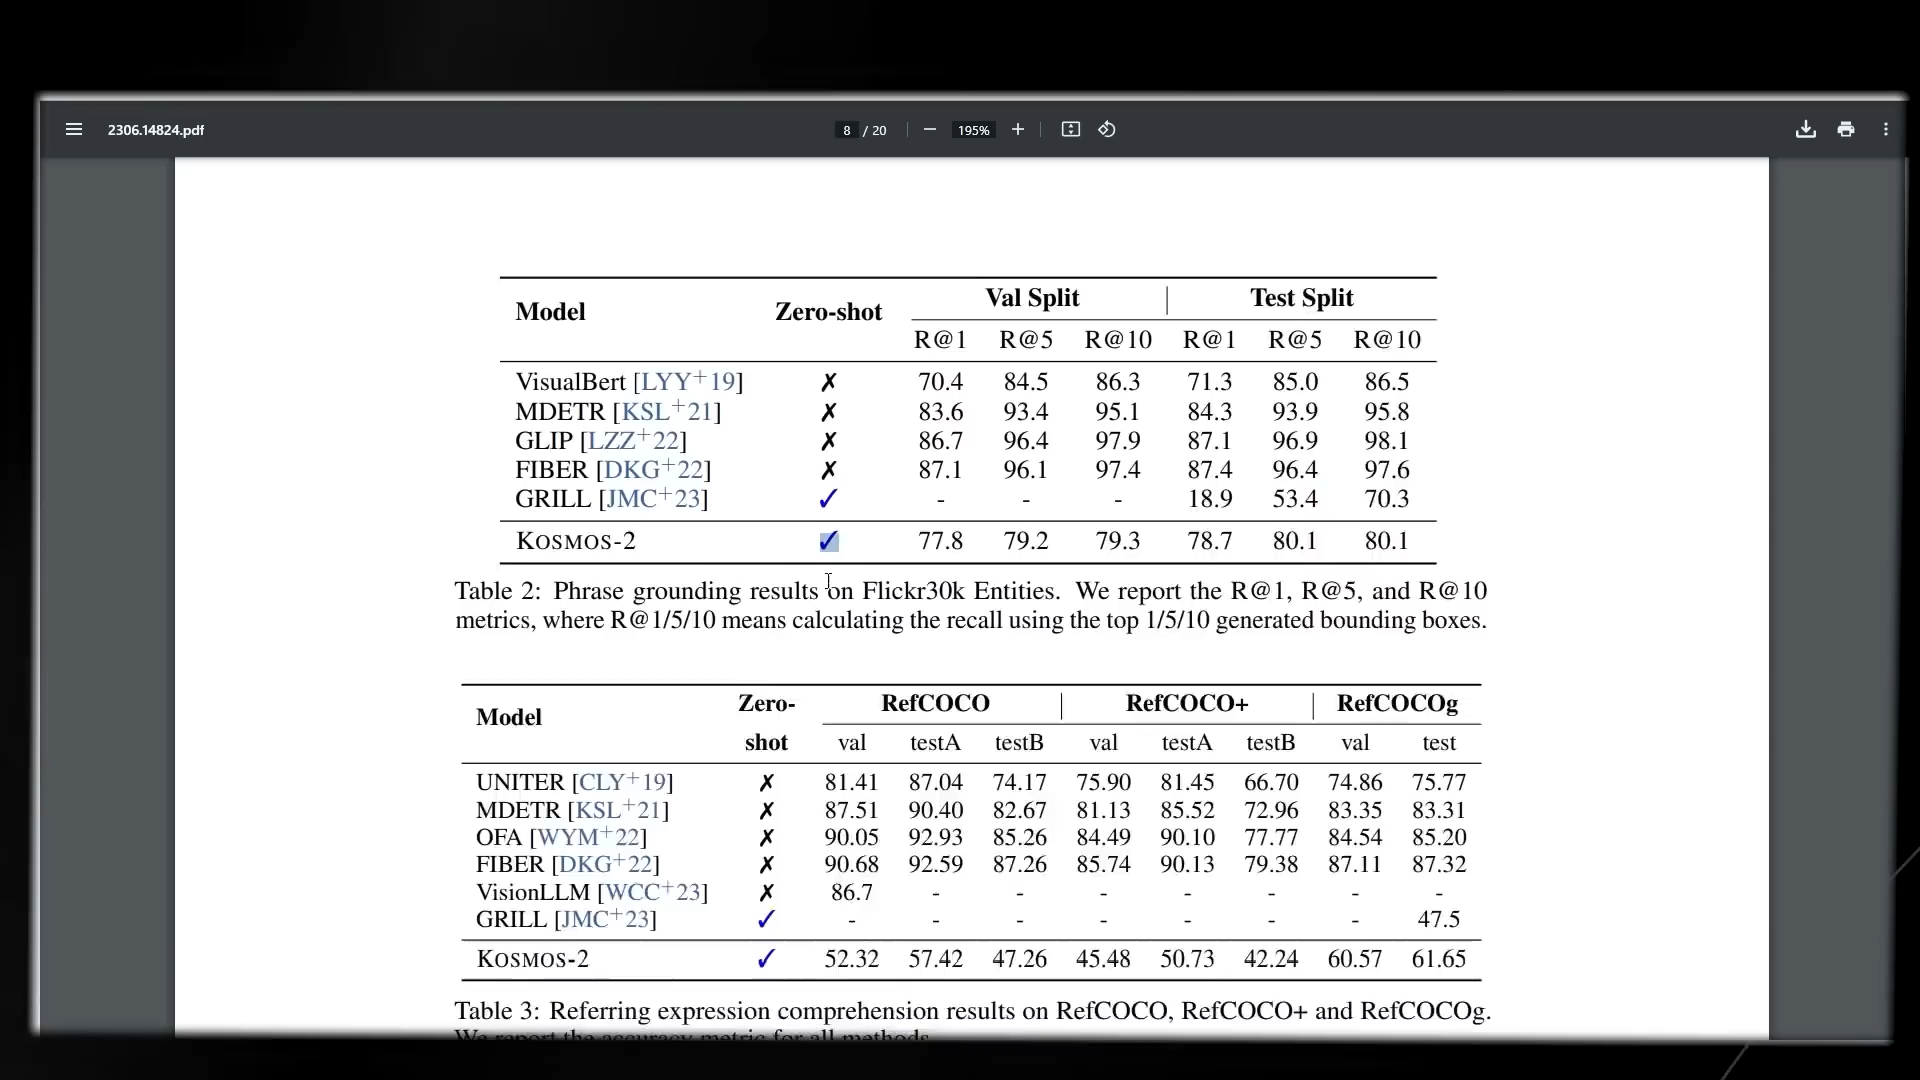 2306.14824.pdf
8 / 20
195%
Model Zero-shot Val Split Test Split
R@1 R@5 R@10 R@1 R@5 R@10
VisualBert [LYY+19] ✗ 70.4 84.5 86.3 71.3 85.0 86.5
MDETR [KSL+21] ✗ 83.6 93.4 95.1 84.3 93.9 95.8
GLIP [LZZ+22] ✗ 86.7 96.4 97.9 87.1 96.9 98.1
FIBER [DKG+22] ✗ 87.1 96.1 97.4 87.4 96.4 97.6
GRILL [JMC+23] ✓ - - - 18.9 53.4 70.3
KOSMOS-2 ✓ 77.8 79.2 79.3 78.7 80.1 80.1
Table 2: Phrase grounding results on Flickr30k Entities. We report the R@1, R@5, and R@10
metrics, where R@1/5/10 means calculating the recall using the top 1/5/10 generated bounding boxes.
Model Zero- RefCOCO RefCOCO+ RefCOCOg
shot val testA testB val testA testB val test
UNITER [CLY+19] ✗ 81.41 87.04 74.17 75.90 81.45 66.70 74.86 75.77
MDETR [KSL+21] ✗ 87.51 90.40 82.67 81.13 85.52 72.96 83.35 83.31
OFA [WYM+22] ✗ 90.05 92.93 85.26 84.49 90.10 77.77 84.54 85.20
FIBER [DKG+22] ✗ 90.68 92.59 87.26 85.74 90.13 79.38 87.11 87.32
VisionLLM [WCC+23] ✗ 86.7 - - - - - - -
GRILL [JMC+23] ✓ - - - - - - - 47.5
KOSMOS-2 ✓ 52.32 57.42 47.26 45.48 50.73 42.24 60.57 61.65
Table 3: Referring expression comprehension results on RefCOCO, RefCOCO+ and RefCOCOg.
We report the accuracy metric for all methods.